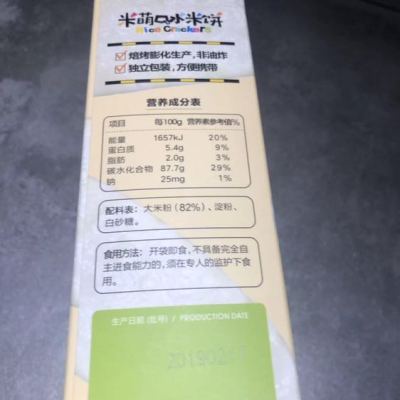 米萌口水米饼
Rice Crackers
焙烤膨化生产，非油炸
独立包装，方便携带
营养成分表
项目 每100g 营养素参考值%
能量 1657kJ 20%
蛋白质 5.4g 9%
脂肪 2.0g 3%
碳水化合物 87.7g 29%
钠 25mg 1%
配料表：大米粉（82%）、淀粉、
白砂糖。
食用方法：开袋即食，不具备完全自
主进食能力的，须在专人的监护下食
用。
生产日期（批号）/ PRODUCTION DATE